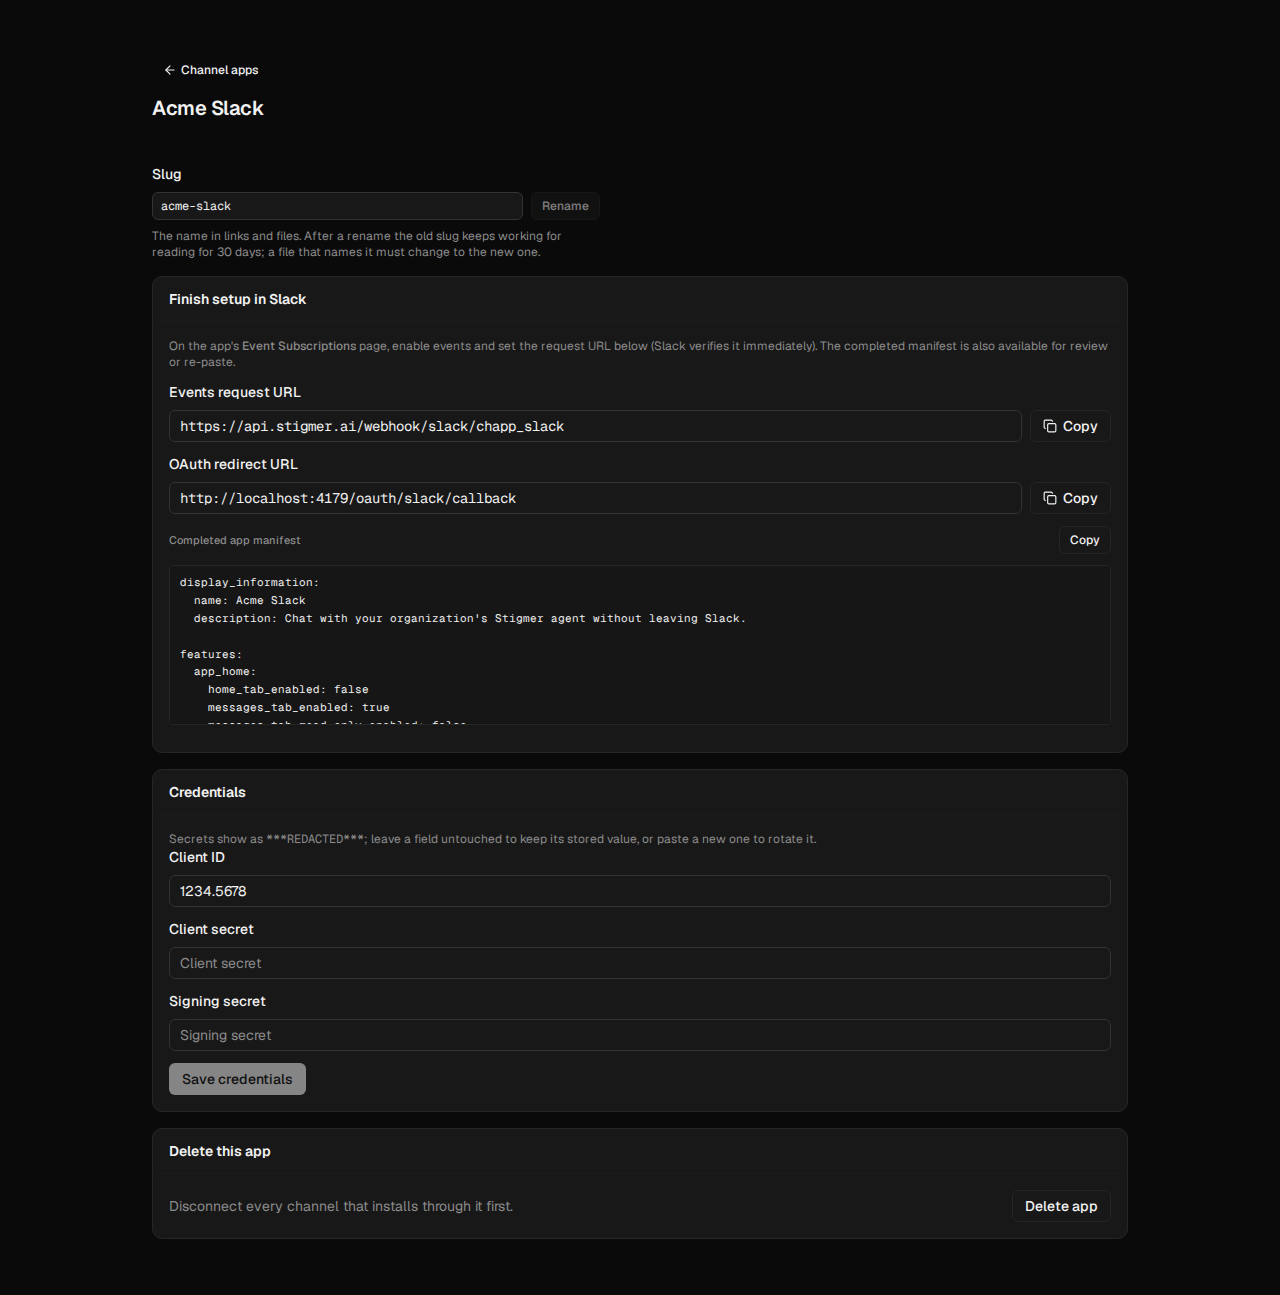 Channel apps
Acme Slack
Slug
acme-slack
Rename
The name in links and files. After a rename the old slug keeps working for
reading for 30 days; a file that names it must change to the new one.
Finish setup in Slack
On the app's Event Subscriptions page, enable events and set the request URL below (Slack verifies it immediately). The completed manifest is also available for review
or re-paste.
Events request URL
https://api.stigmer.ai/webhook/slack/chapp_slack
Copy
OAuth redirect URL
http://localhost:4179/oauth/slack/callback
Copy
Completed app manifest
Copy
display_information:
name: Acme Slack
description: Chat with your organization's Stigmer agent without leaving Slack.
features:
app_home:
home_tab_enabled: false
messages_tab_enabled: true
messages_tab_read_only_enabled: false
Credentials
Secrets show as ***REDACTED***; leave a field untouched to keep its stored value, or paste a new one to rotate it.
Client ID
1234.5678
Client secret
Client secret
Signing secret
Signing secret
Save credentials
Delete this app
Disconnect every channel that installs through it first.
Delete app